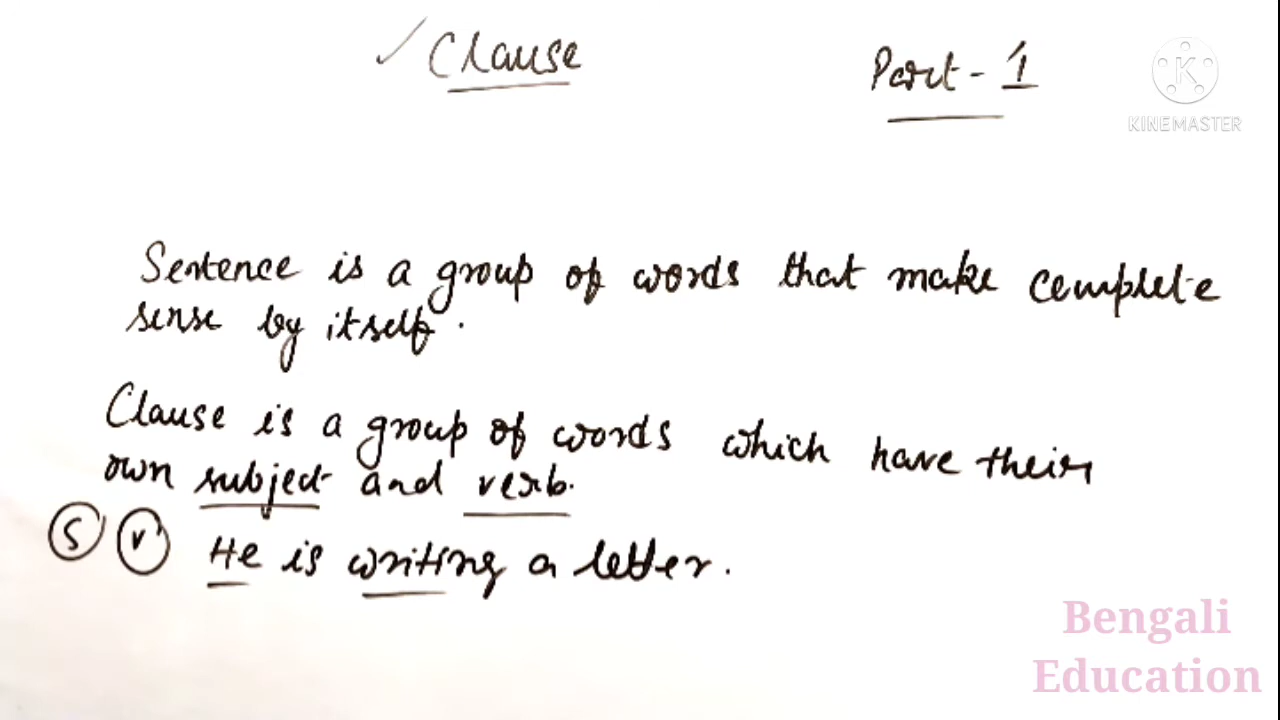 ✓ Clause
Part - 1
KINEMASTER
Sentence is a group of words that make complete
sense by itself.
Clause is a group of words which have their
own subject and verb.
S V He is writing a letter.
Bengali
Education